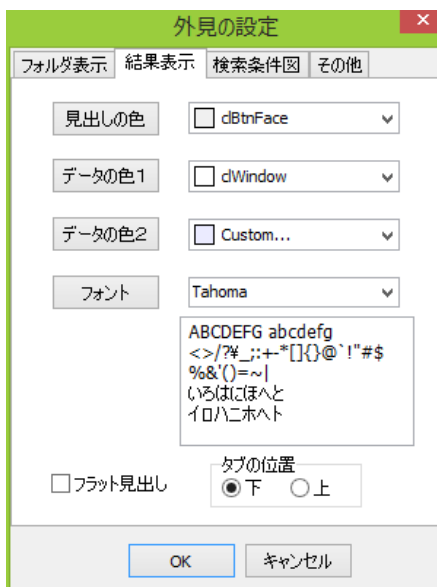 外見の設定
フォルダ表示 結果表示 検索条件図 その他
見出しの色 clBtnFace
データの色1 clWindow
データの色２ Custom...
フォント Tahoma
ABCDEFG abcdefg
<>/?¥_;:+-*[]{}@`!"#$
%&'()=~|
いろはにほへと
イロハニホヘト
タブの位置
フラット見出し 下 上
OK キャンセル